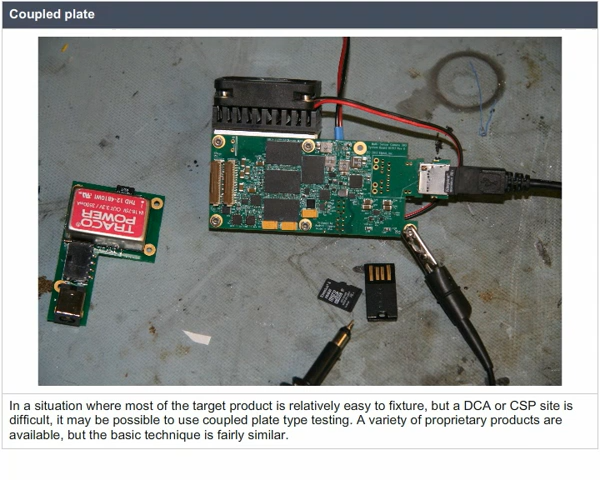 Coupled plate
TRACO
POWER
In a situation where most of the target product is relatively easy to fixture, but a DCA or CSP site is
difficult, it may be possible to use coupled plate type testing. A variety of proprietary products are
available, but the basic technique is fairly similar.